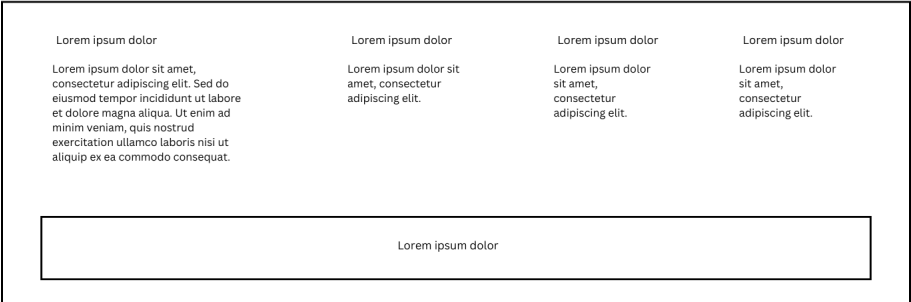 Lorem ipsum dolor
Lorem ipsum dolor sit amet,
consectetur adipiscing elit. Sed do
eiusmod tempor incididunt ut labore
et dolore magna aliqua. Ut enim ad
minim veniam, quis nostrud
exercitation ullamco laboris nisi ut
aliquip ex ea commodo consequat.
Lorem ipsum dolor
Lorem ipsum dolor sit
amet, consectetur
adipiscing elit.
Lorem ipsum dolor
Lorem ipsum dolor
sit amet,
consectetur
adipiscing elit.
Lorem ipsum dolor
Lorem ipsum dolor
sit amet,
consectetur
adipiscing elit.
Lorem ipsum dolor